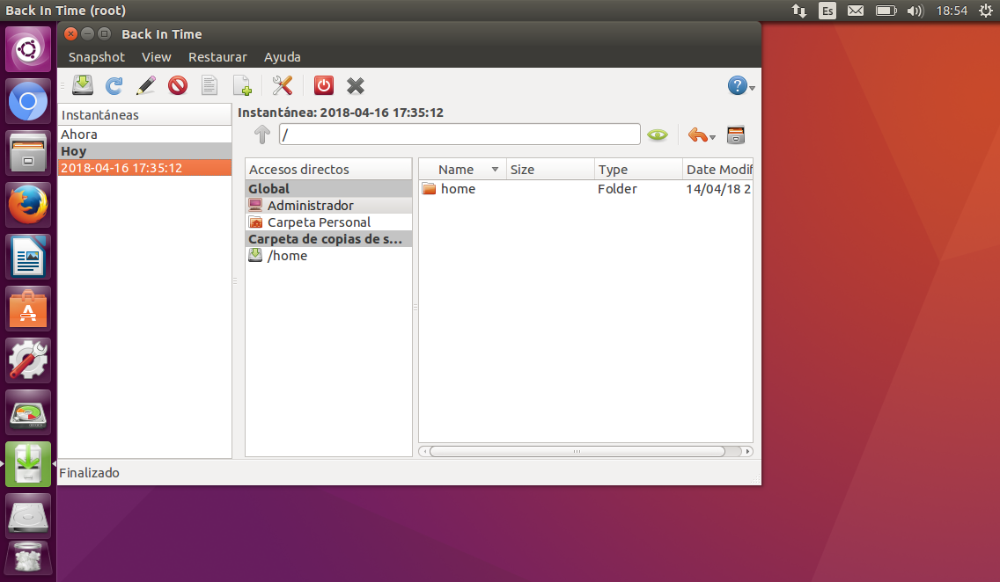 Back In Time (root)
Es
18:54
Back In Time
Snapshot View Restaurar Ayuda
Instantáneas
Ahora
Hoy
2018-04-16 17:35:12
Instantánea: 2018-04-16 17:35:12
/
Accesos directos
Global
Administrador
Carpeta Personal
Carpeta de copias de s...
/home
Name Size Type Date Modif
home Folder 14/04/18 2
Finalizado